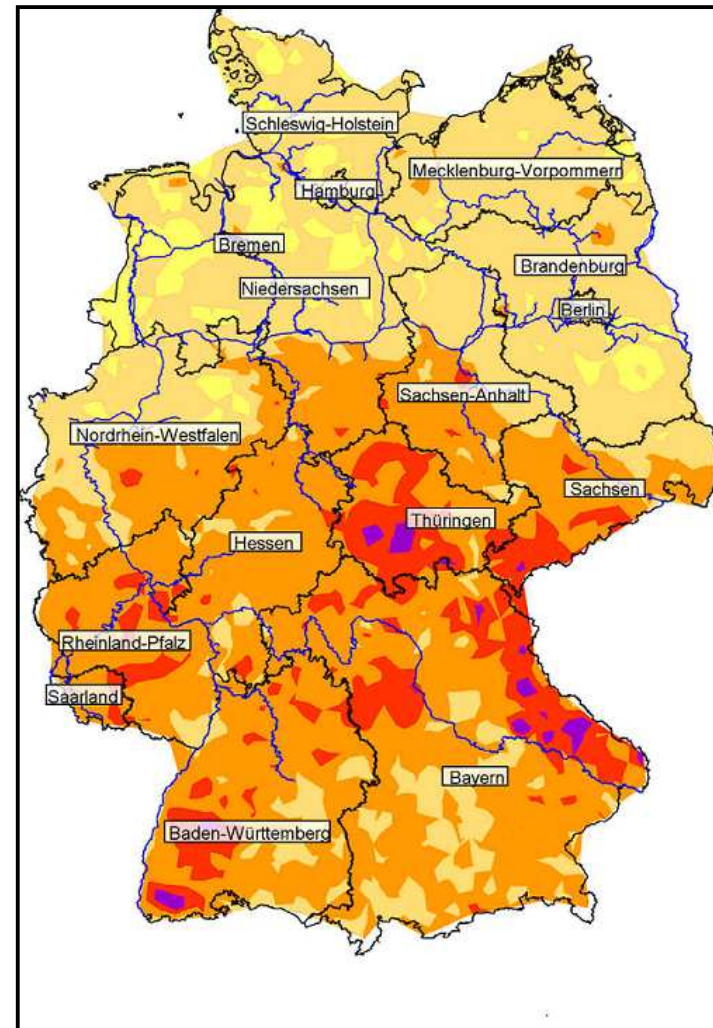 Schleswig-Holstein
Mecklenburg-Vorpommern
Hamburg
Bremen
Brandenburg
Niedersachsen
Berlin
Sachsen-Anhalt
Nordrhein-Westfalen
Sachsen
Thüringen
Hessen
Rheinland-Pfalz
Saarland
Bayern
Baden-Württemberg